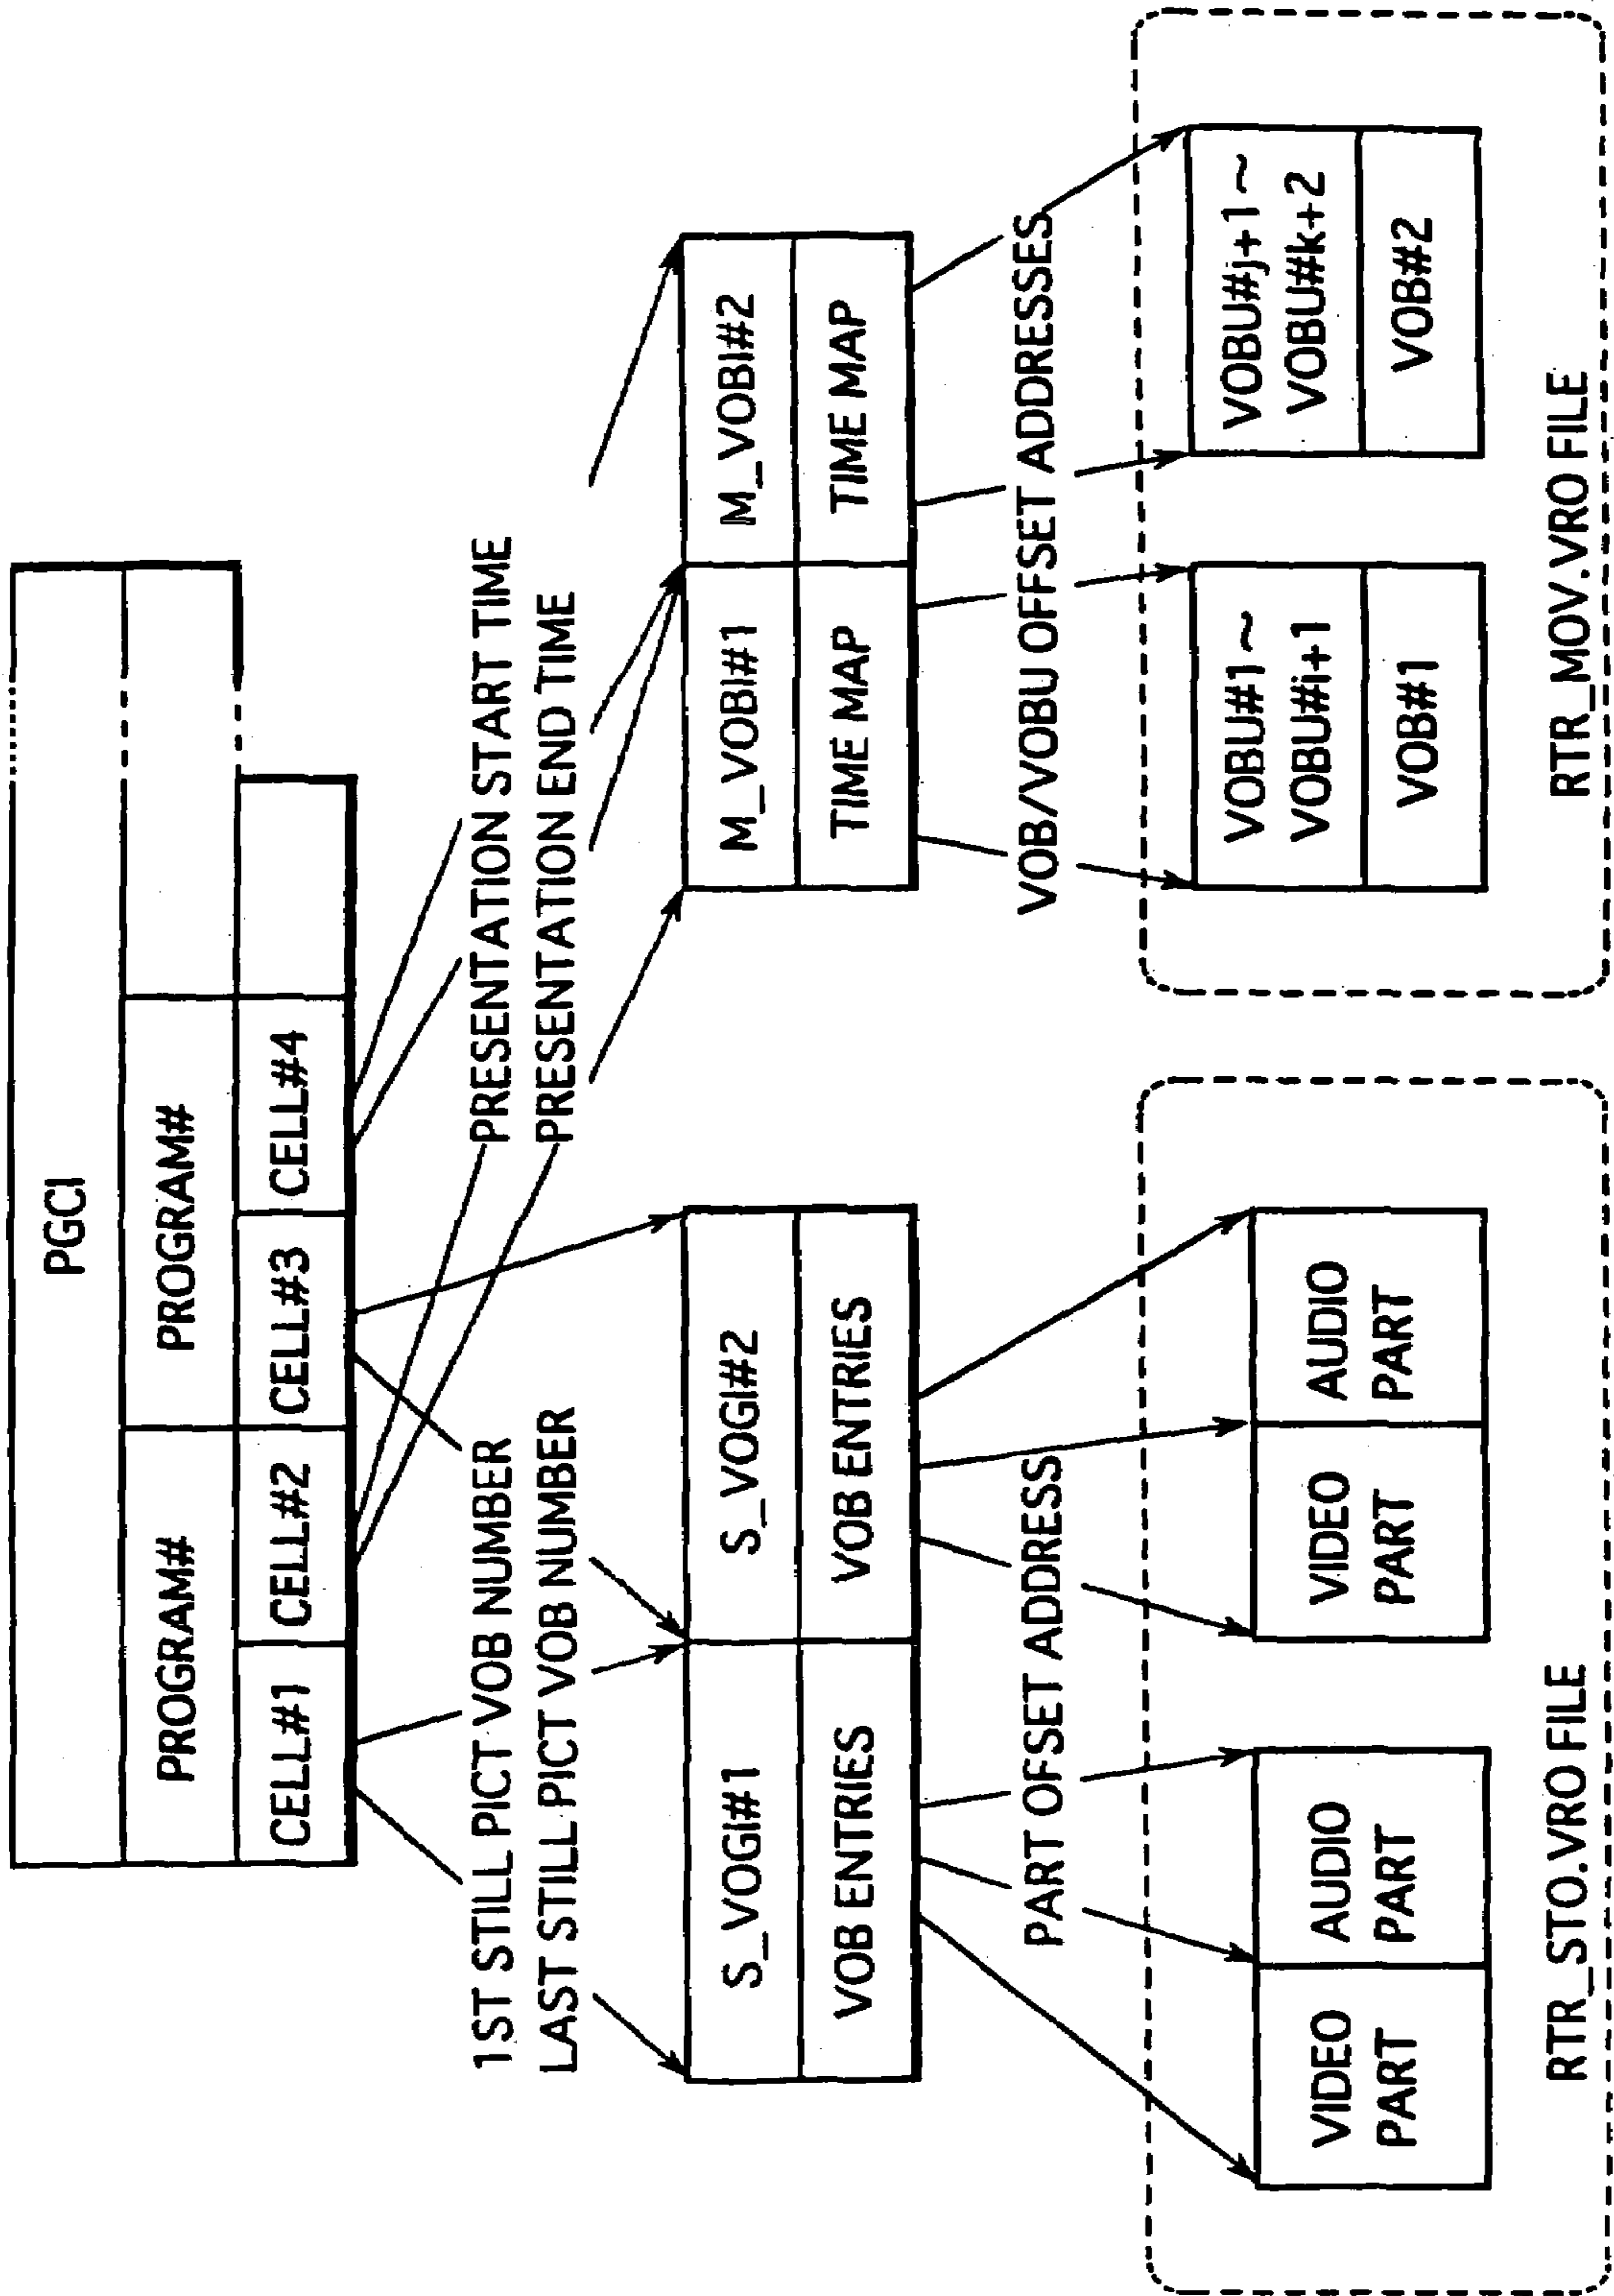 PGCI
PROGRAM#
PROGRAM#
CELL#1
CELL#2
CELL#3
CELL#4
1ST STILL PICT VOB NUMBER
LAST STILL PICT VOB NUMBER
PRESENTATION START TIME
PRESENTATION END TIME
S_VOGI#1
S_VOGI#2
VOB ENTRIES
VOB ENTRIES
M_VOBI#1
M_VOBI#2
TIME MAP
TIME MAP
PART OFFSET ADDRESS
VOB/VOBU OFFSET ADDRESSES
VIDEO
PART
AUDIO
PART
VIDEO
PART
AUDIO
PART
RTR_STO.VRO FILE
VOBU#1~
VOBU#i+1
VOB#1
VOBU#j+1~
VOBU#k+2
VOB#2
RTR_MOV.VRO FILE